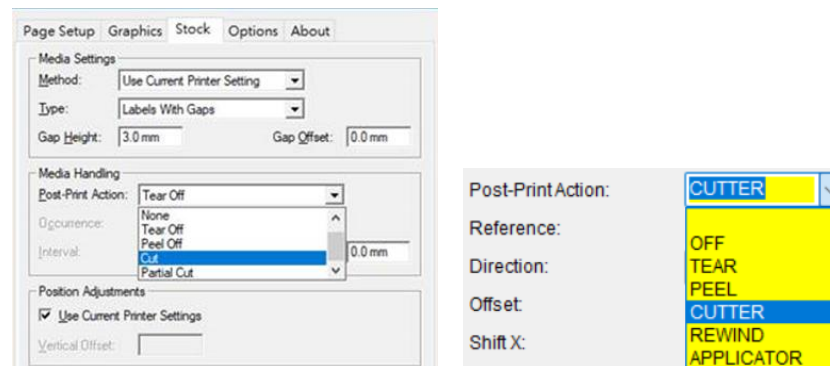 Page Setup Graphics Stock Options About
Media Settings
Method: Use Current Printer Setting
Type: Labels With Gaps
Gap Height: 3.0 mm Gap Offset: 0.0 mm
Media Handling
Post-Print Action: Tear Off
None
Occurrence: Tear Off
Peel Off
Interval: Cut 0.0 mm
Partial Cut
Position Adjustments
Use Current Printer Settings
Vertical Offset:
Post-Print Action: CUTTER
Reference:
OFF
Direction: TEAR
PEEL
Offset: CUTTER
Shift X: REWIND
APPLICATOR